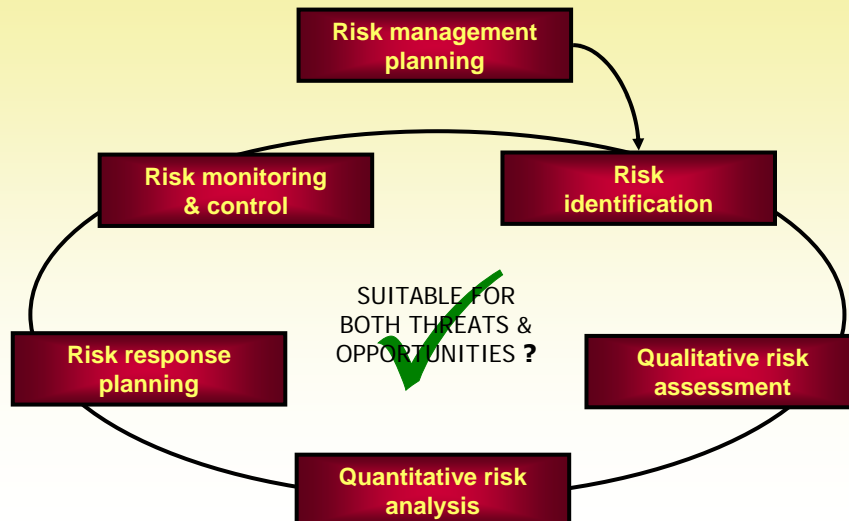 Risk management
planning
Risk monitoring
& control
Risk
identification
SUITABLE FOR
BOTH THREATS &
OPPORTUNITIES ?
Risk response
planning
Qualitative risk
assessment
Quantitative risk
analysis